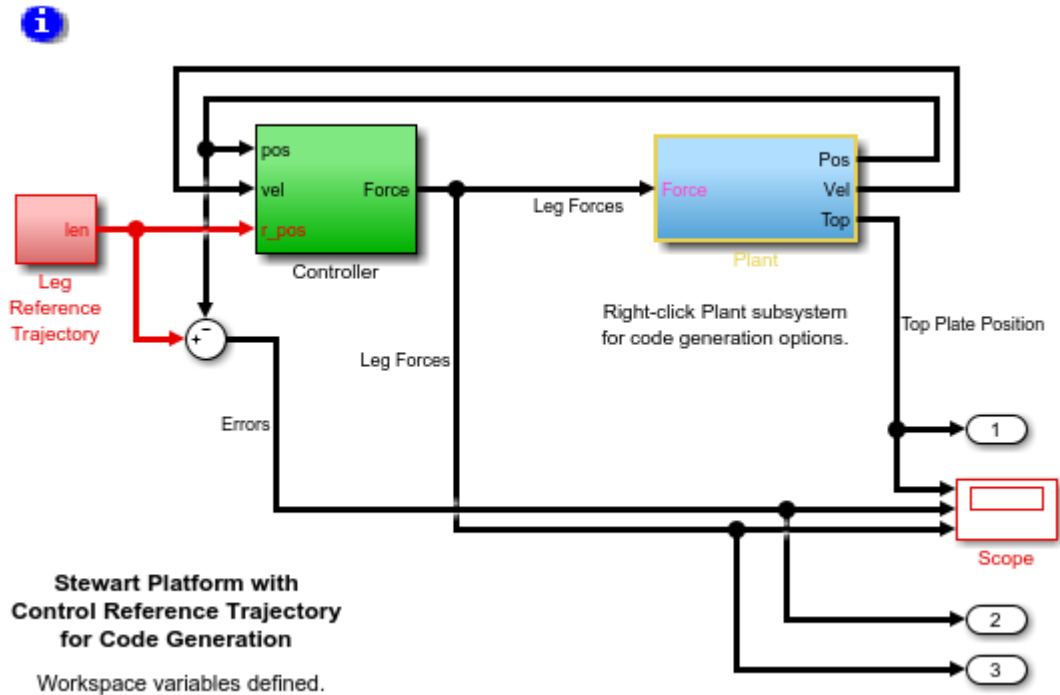 i
pos
vel
r_pos
Force
Controller
Leg Forces
Force
Pos
Vel
Top
Plant
len
Leg
Reference
Trajectory
Right-click Plant subsystem
for code generation options.
Top Plate Position
+
−
Leg Forces
Errors
1
Scope
Stewart Platform with
Control Reference Trajectory
for Code Generation
Workspace variables defined.
2
3